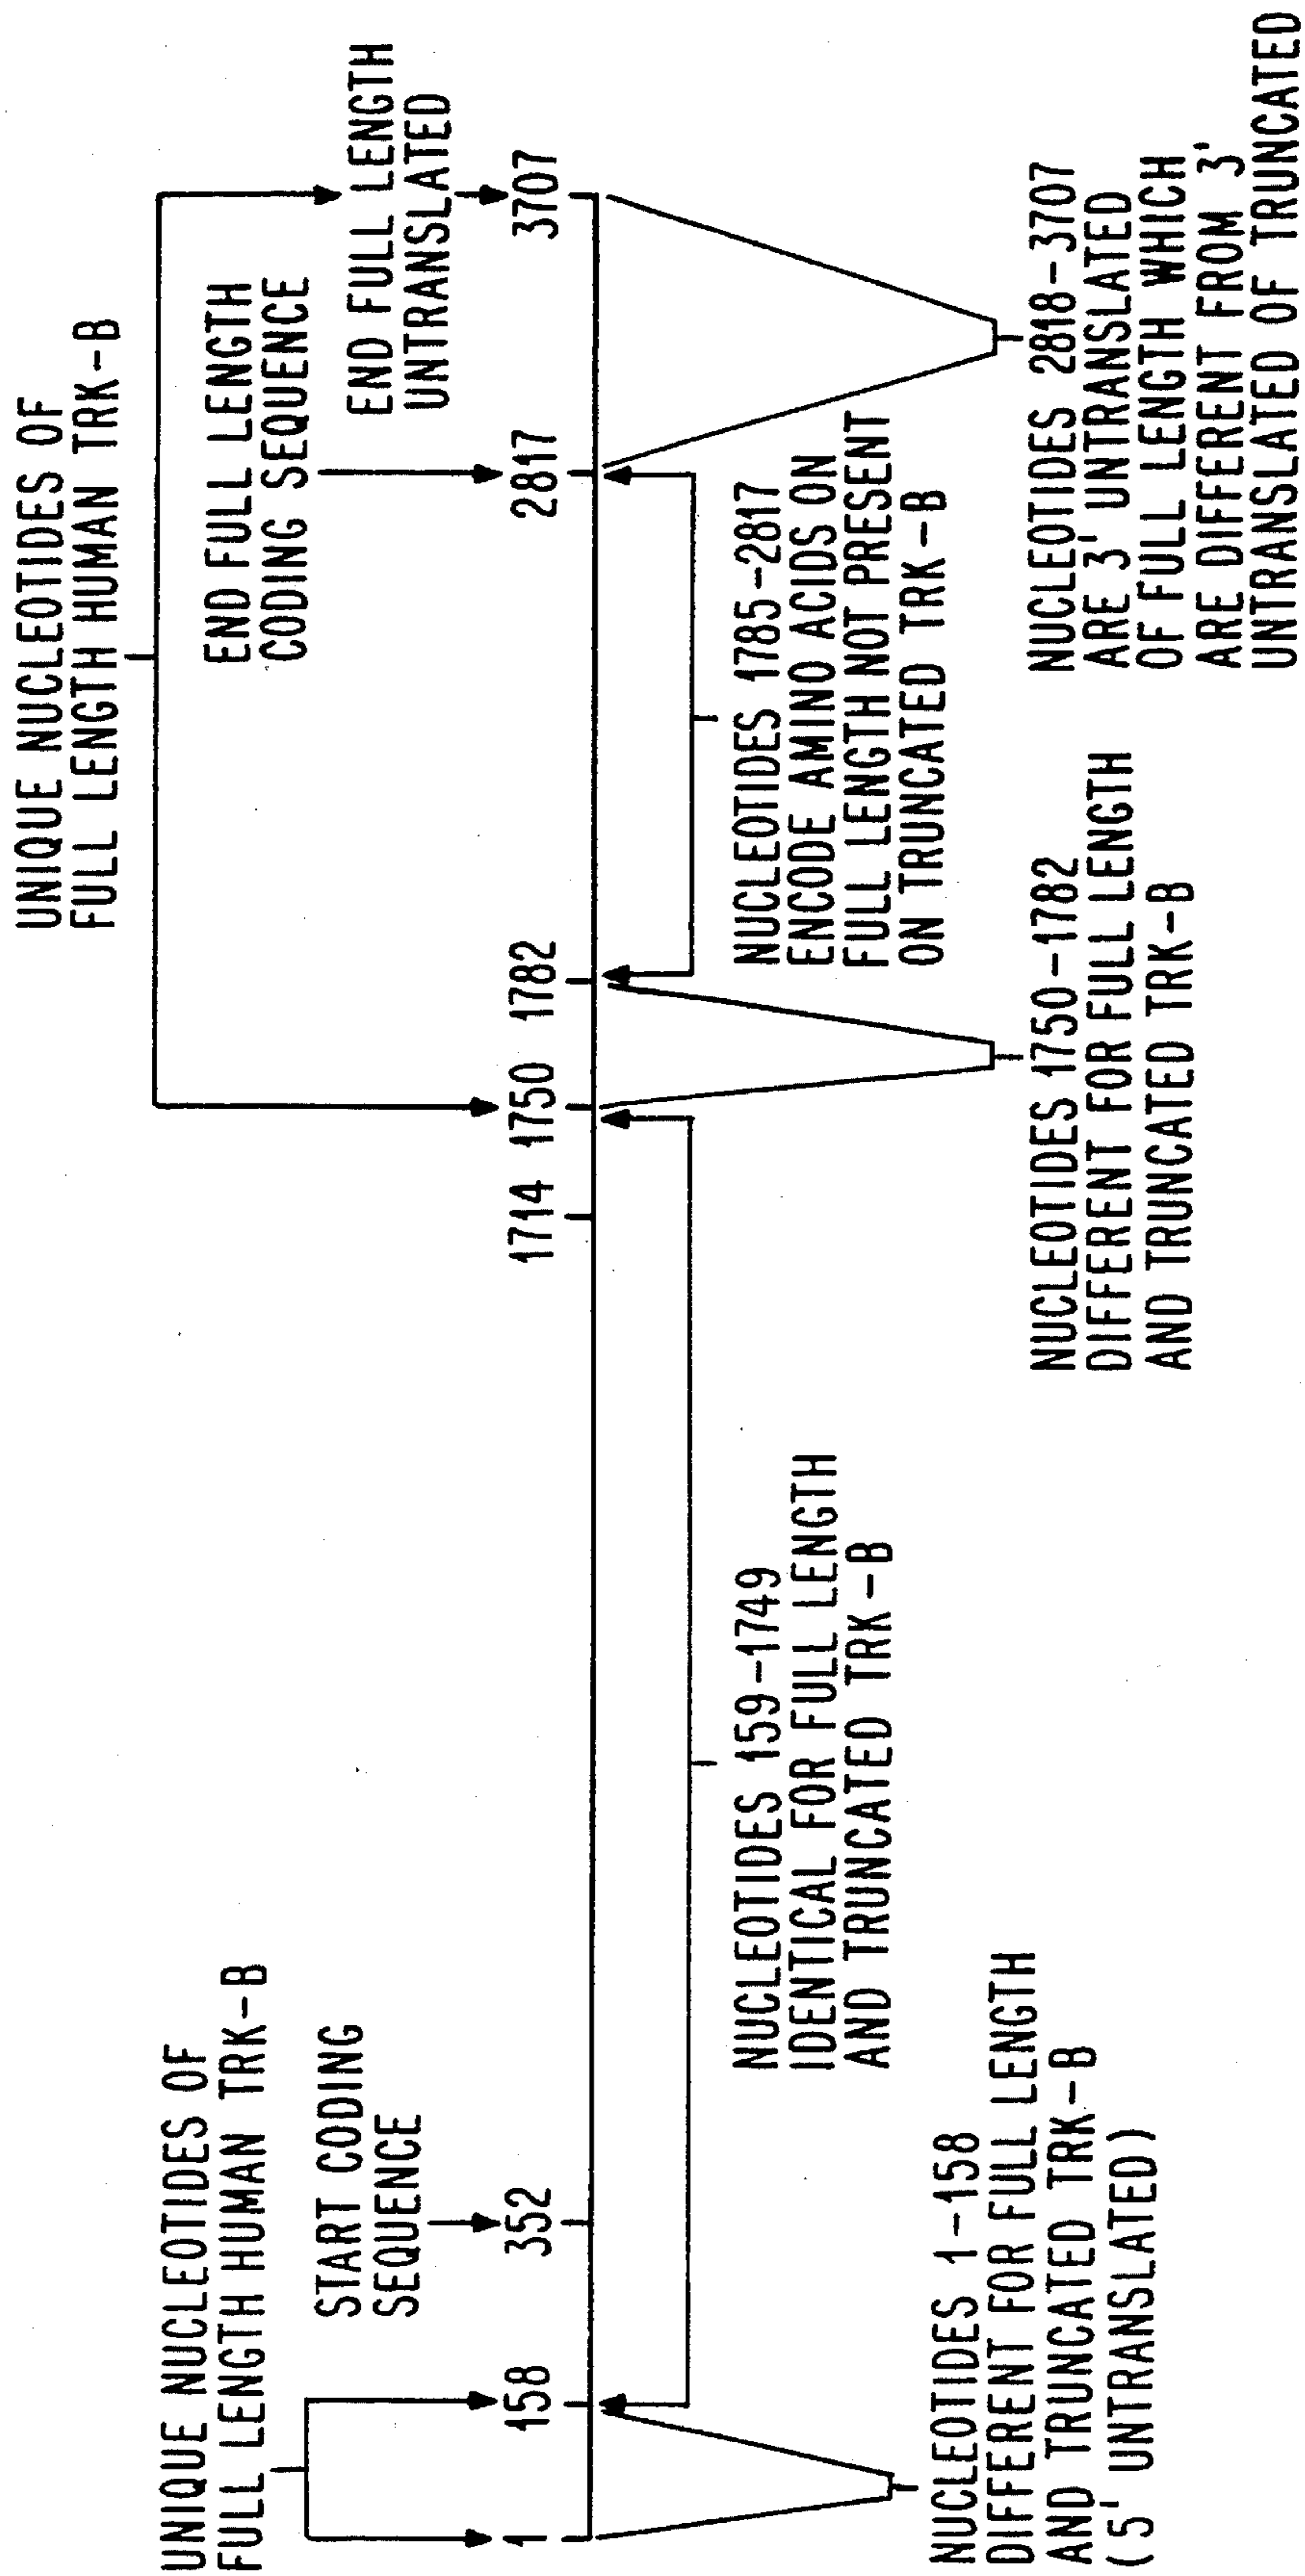 UNIQUE NUCLEOTIDES OF
FULL LENGTH HUMAN TRK-B
START CODING
SEQUENCE
UNIQUE NUCLEOTIDES OF
FULL LENGTH HUMAN TRK-B
END FULL LENGTH
CODING SEQUENCE
END FULL LENGTH
UNTRANSLATED
1 158 352 1714 1750 1782 2817 3707
NUCLEOTIDES 159-1749
IDENTICAL FOR FULL LENGTH
AND TRUNCATED TRK-B
NUCLEOTIDES 1785-2817
ENCODE AMINO ACIDS ON
FULL LENGTH NOT PRESENT
ON TRUNCATED TRK-B
NUCLEOTIDES 1-158
DIFFERENT FOR FULL LENGTH
AND TRUNCATED TRK-B
(5' UNTRANSLATED)
NUCLEOTIDES 1750-1782
DIFFERENT FOR FULL LENGTH
AND TRUNCATED TRK-B
NUCLEOTIDES 2818-3707
ARE 3' UNTRANSLATED
OF FULL LENGTH WHICH
ARE DIFFERENT FROM 3'
UNTRANSLATED OF TRUNCATED